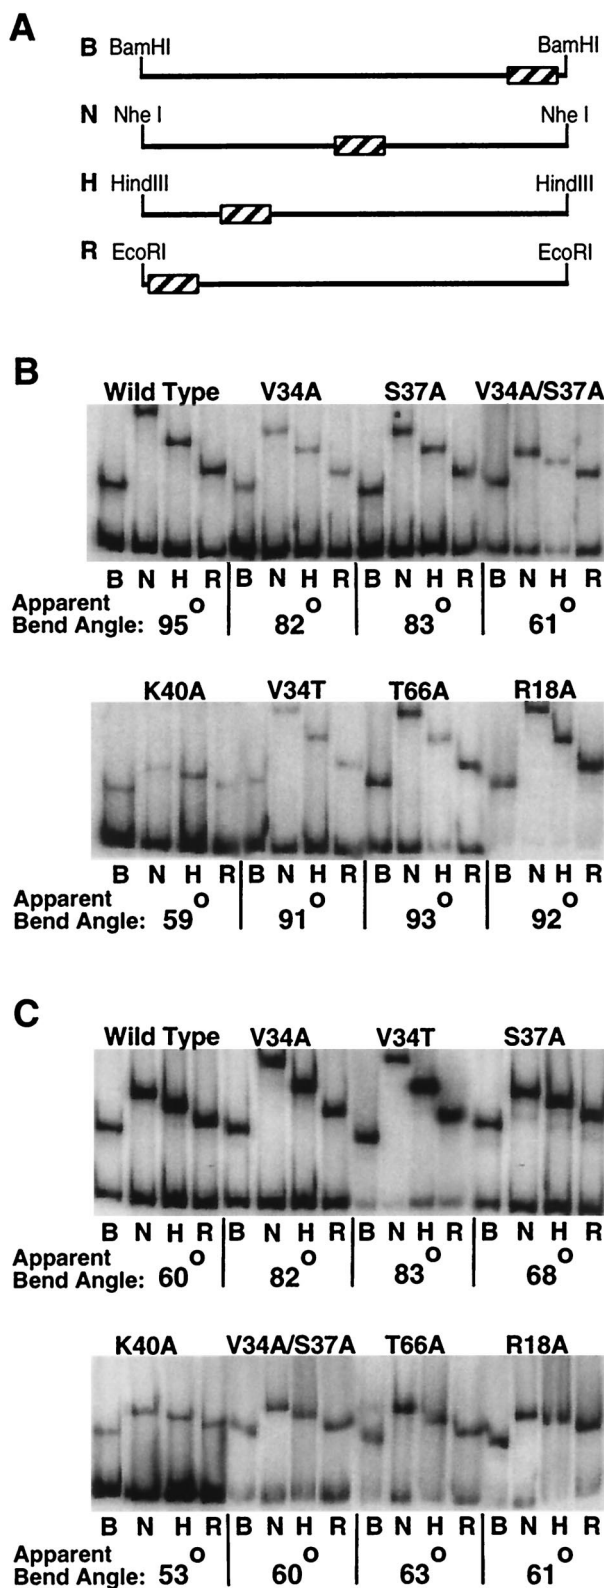 A
B BamHI BamHI
N Nhe I Nhe I
H HindIII HindIII
R EcoRI EcoRI
B
Wild Type V34A S37A V34A/S37A
B N H R B N H R B N H R B N H R
Apparent
Bend Angle: 95° 82° 83° 61°
K40A V34T T66A R18A
B N H R B N H R B N H R B N H R
Apparent
Bend Angle: 59° 91° 93° 92°
C
Wild Type V34A V34T S37A
B N H R B N H R B N H R B N H R
Apparent
Bend Angle: 60° 82° 83° 68°
K40A V34A/S37A T66A R18A
B N H R B N H R B N H R B N H R
Apparent
Bend Angle: 53° 60° 63° 61°